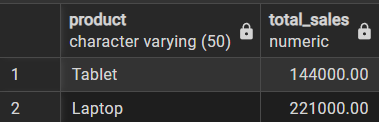 product total_sales
character varying (50) numeric
1 Tablet 144000.00
2 Laptop 221000.00